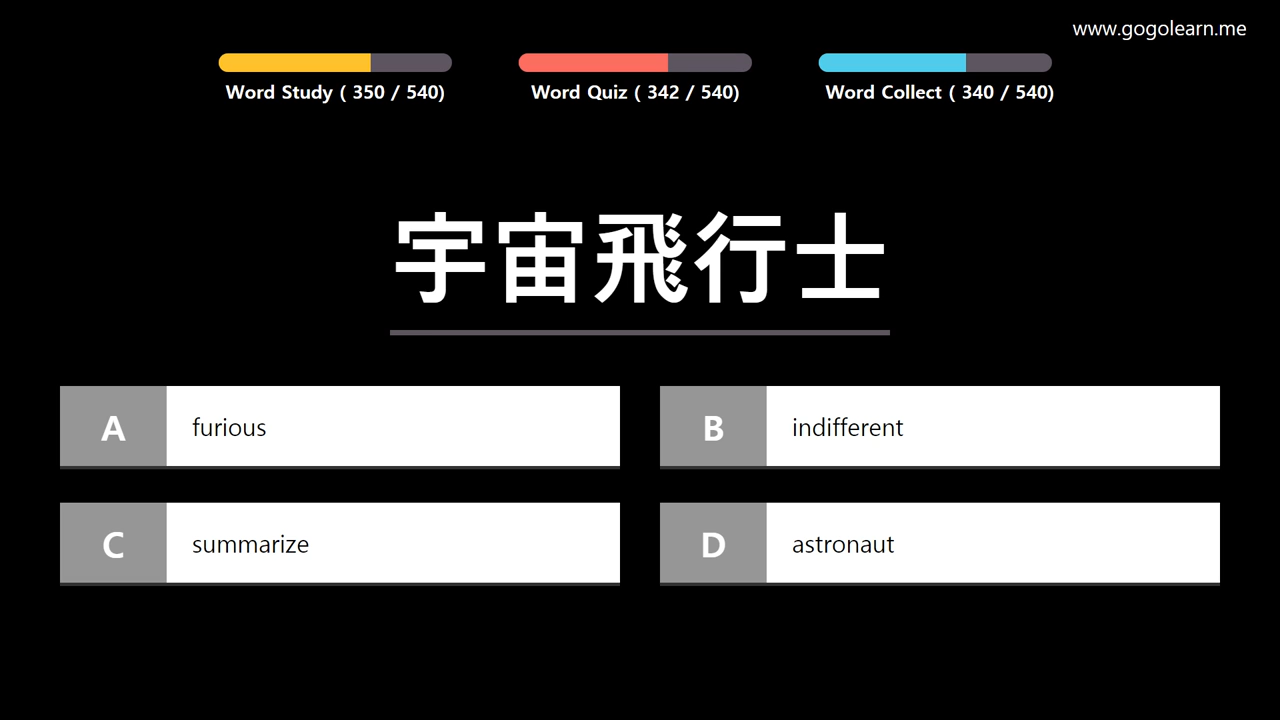 www.gogolearn.me
Word Study ( 350 / 540)
Word Quiz ( 342 / 540)
Word Collect ( 340 / 540)
宇宙飛行士
A furious
B indifferent
C summarize
D astronaut